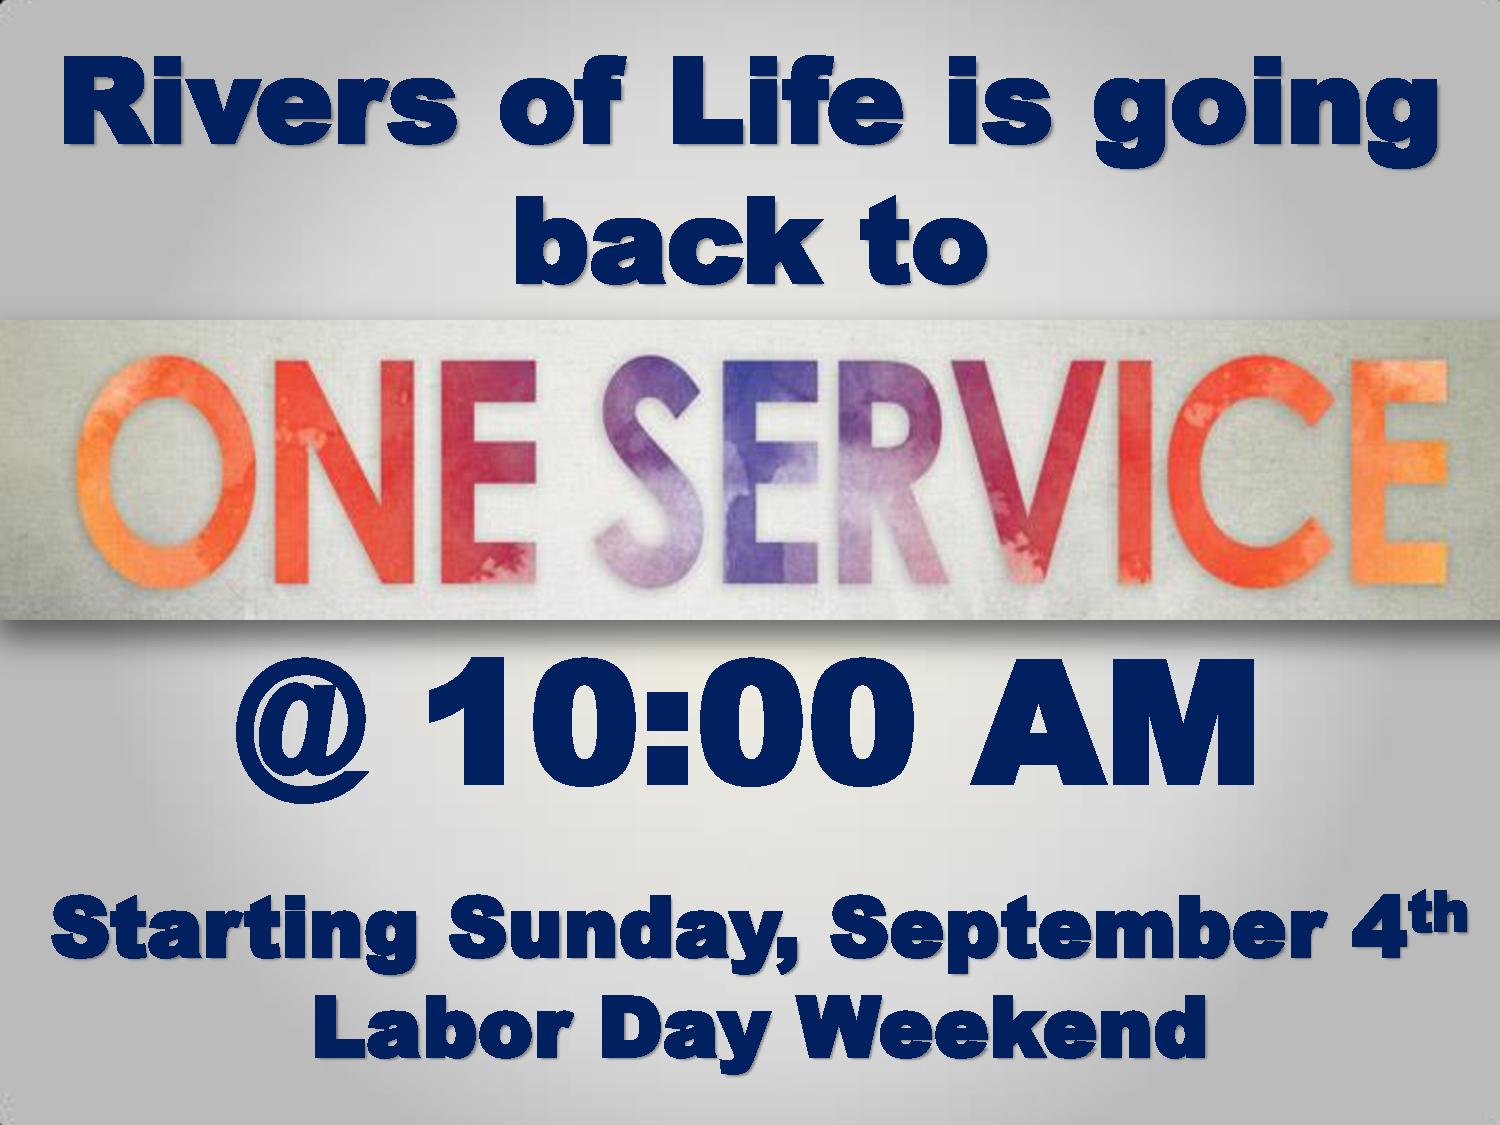 Rivers of Life is going
back to
ONE SERVICE
@ 10:00 AM
Starting Sunday, September 4th
Labor Day Weekend